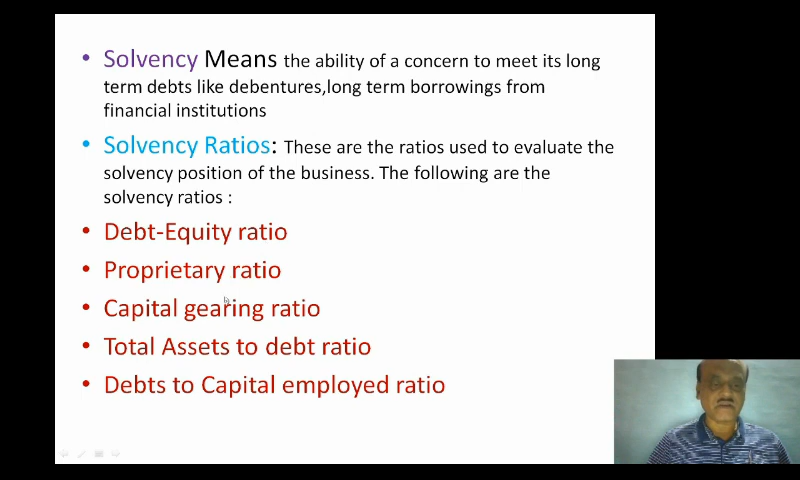 Solvency Means the ability of a concern to meet its long
term debts like debentures,long term borrowings from
financial institutions
Solvency Ratios: These are the ratios used to evaluate the
solvency position of the business. The following are the
solvency ratios :
Debt-Equity ratio
Proprietary ratio
Capital gearing ratio
Total Assets to debt ratio
Debts to Capital employed ratio